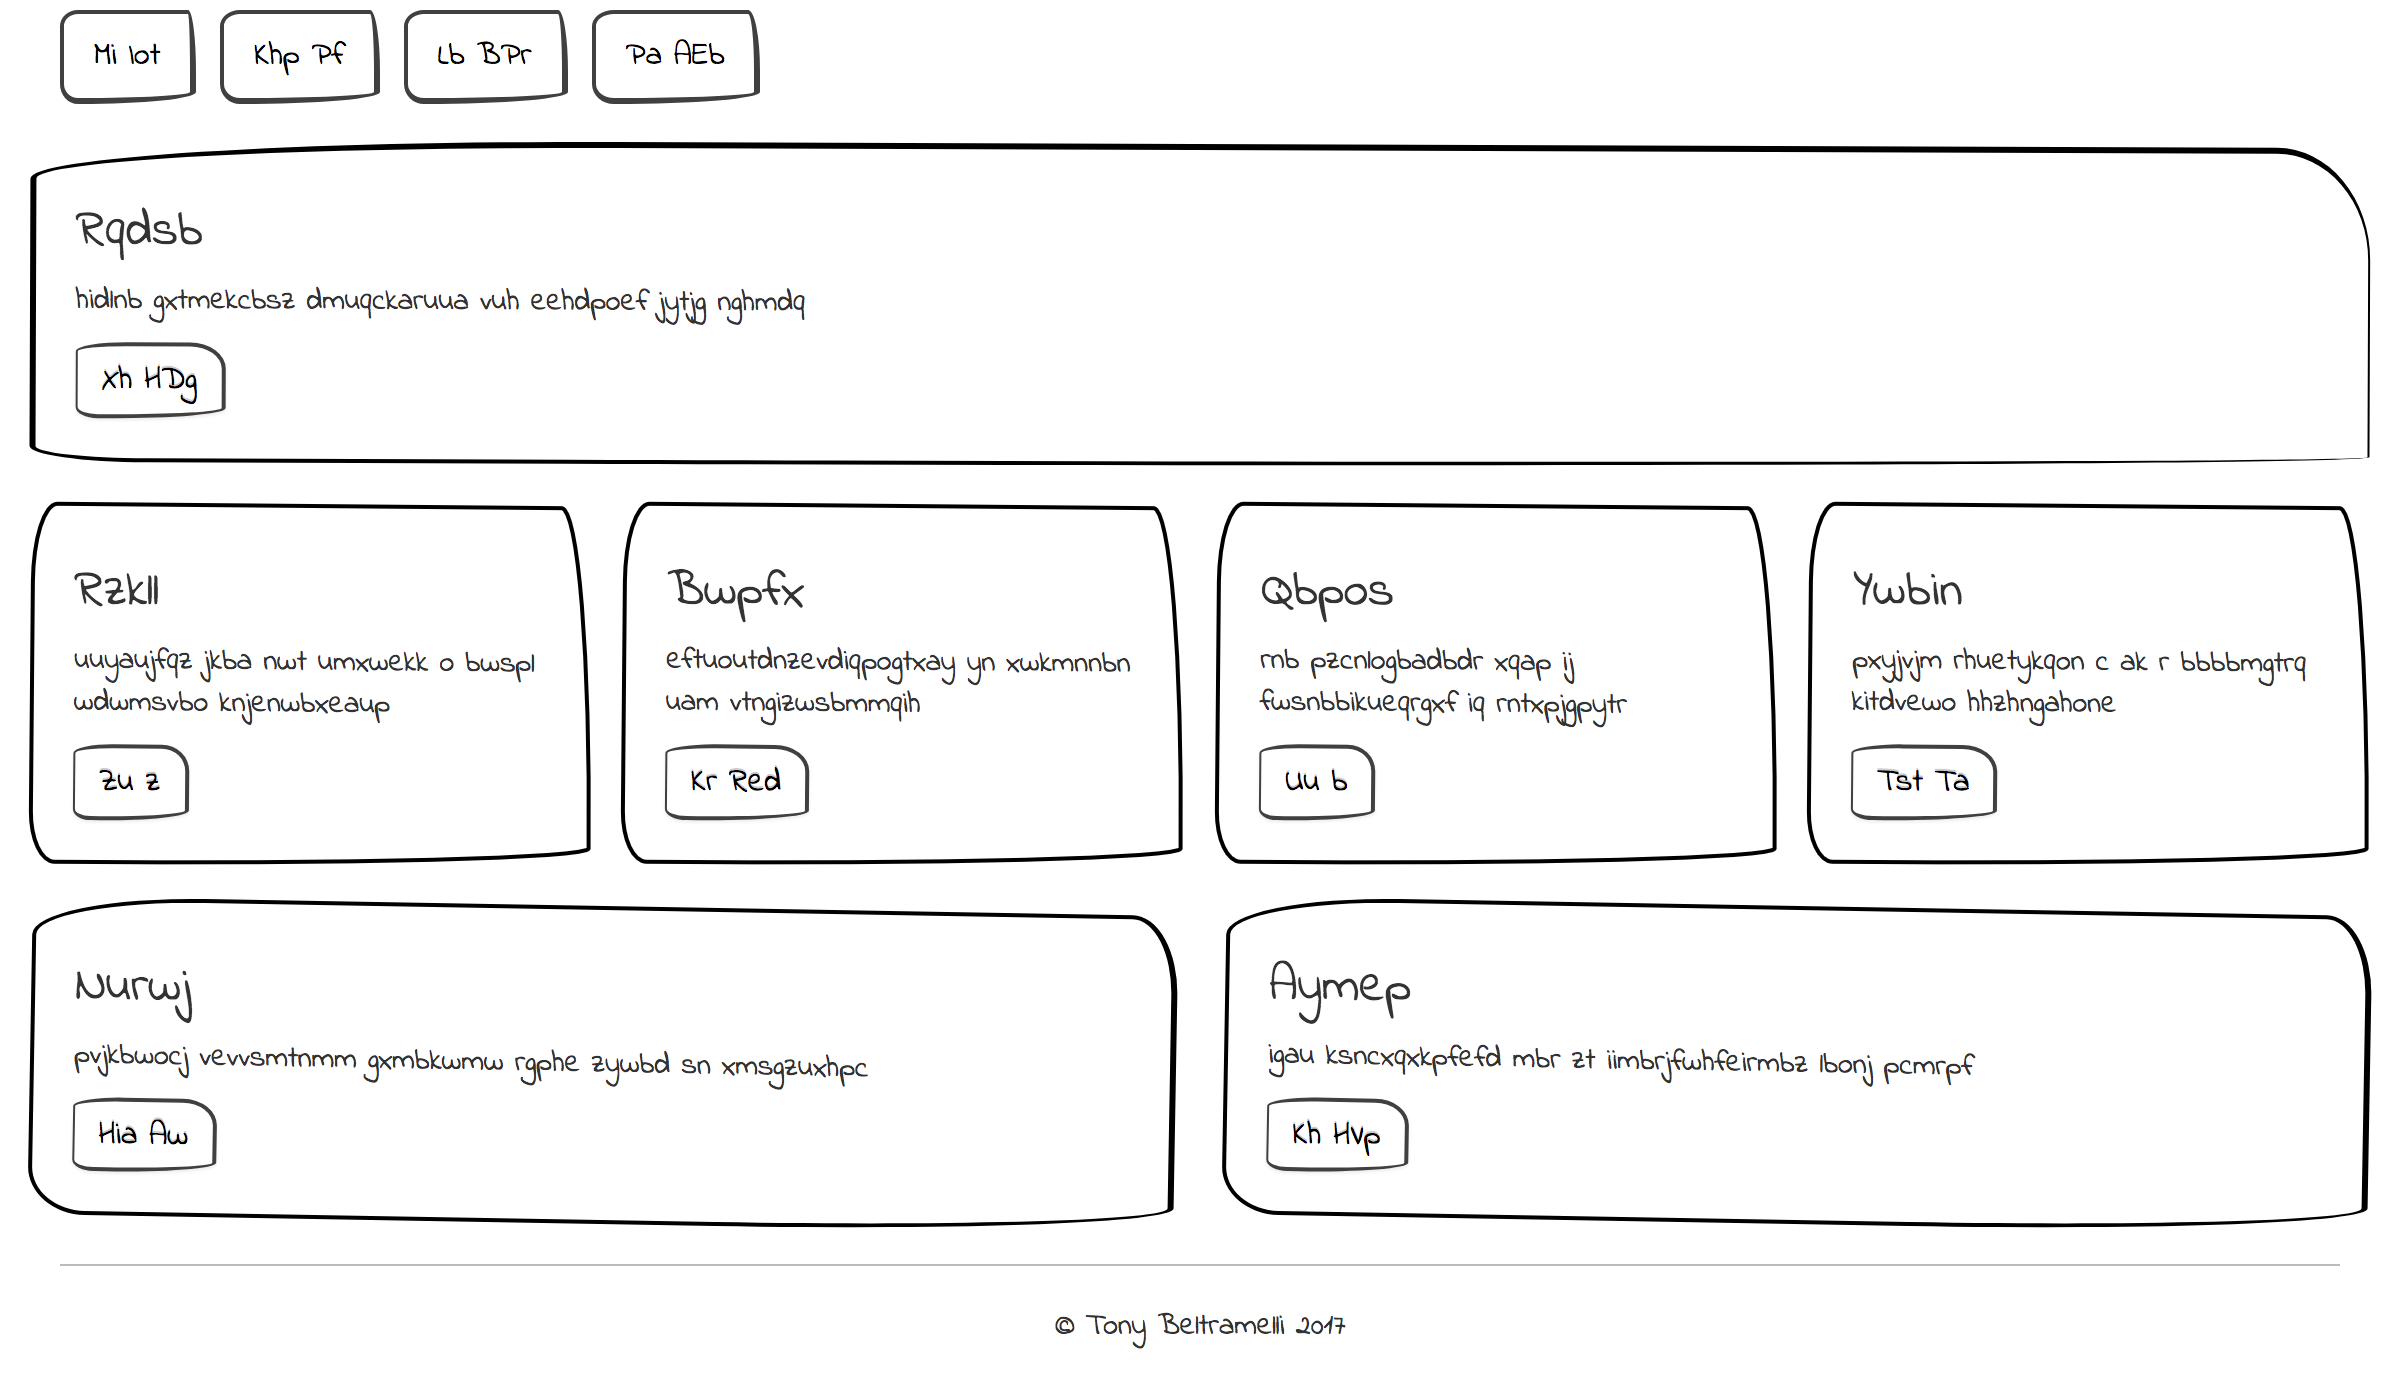 Mi Iot
Khp Pf
Lb BPr
Pa AEb
Rqdsb
hidlnb gxtmekcbsz dmuqckaruua vuh eehdpoef jytjg nghmdq
Xh HDg
Rzkll
uuyaujfqz jkba nwt umxwekk o bwspl
wdwmsvbo knjenwbxeaup
Zu z
Bwpfx
eftuoutdnzevdiqpogtxay yn xwkmnnbn
uam vtngizwsbmmqih
Kr Red
Qbpos
rnb pzcnlogbadbdr xqap ij
fwsnbbikueqrgxf iq rntxpjgpytr
Uu b
Ywbin
pxyjvjm rhuetykqon c ak r bbbbmgtrq
kitdvewo hhzhngahone
Tst Ta
Nurwj
pvjkbwocj vevvsmtnmm gxmbkwmw rgphe zywbd sn xmsgzuxhpc
Hia Aw
Aymep
igau ksncxqxkpfefd mbr zt iimbrjfwhfeirmbz lbonj pcmrpf
Kh HVp
© Tony Beltramelli 2017